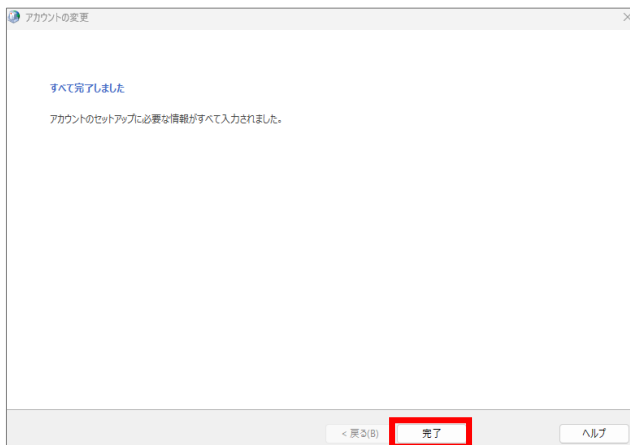 アカウントの変更
すべて完了しました
アカウントのセットアップに必要な情報がすべて入力されました。
< 戻る(B)
完了
ヘルプ